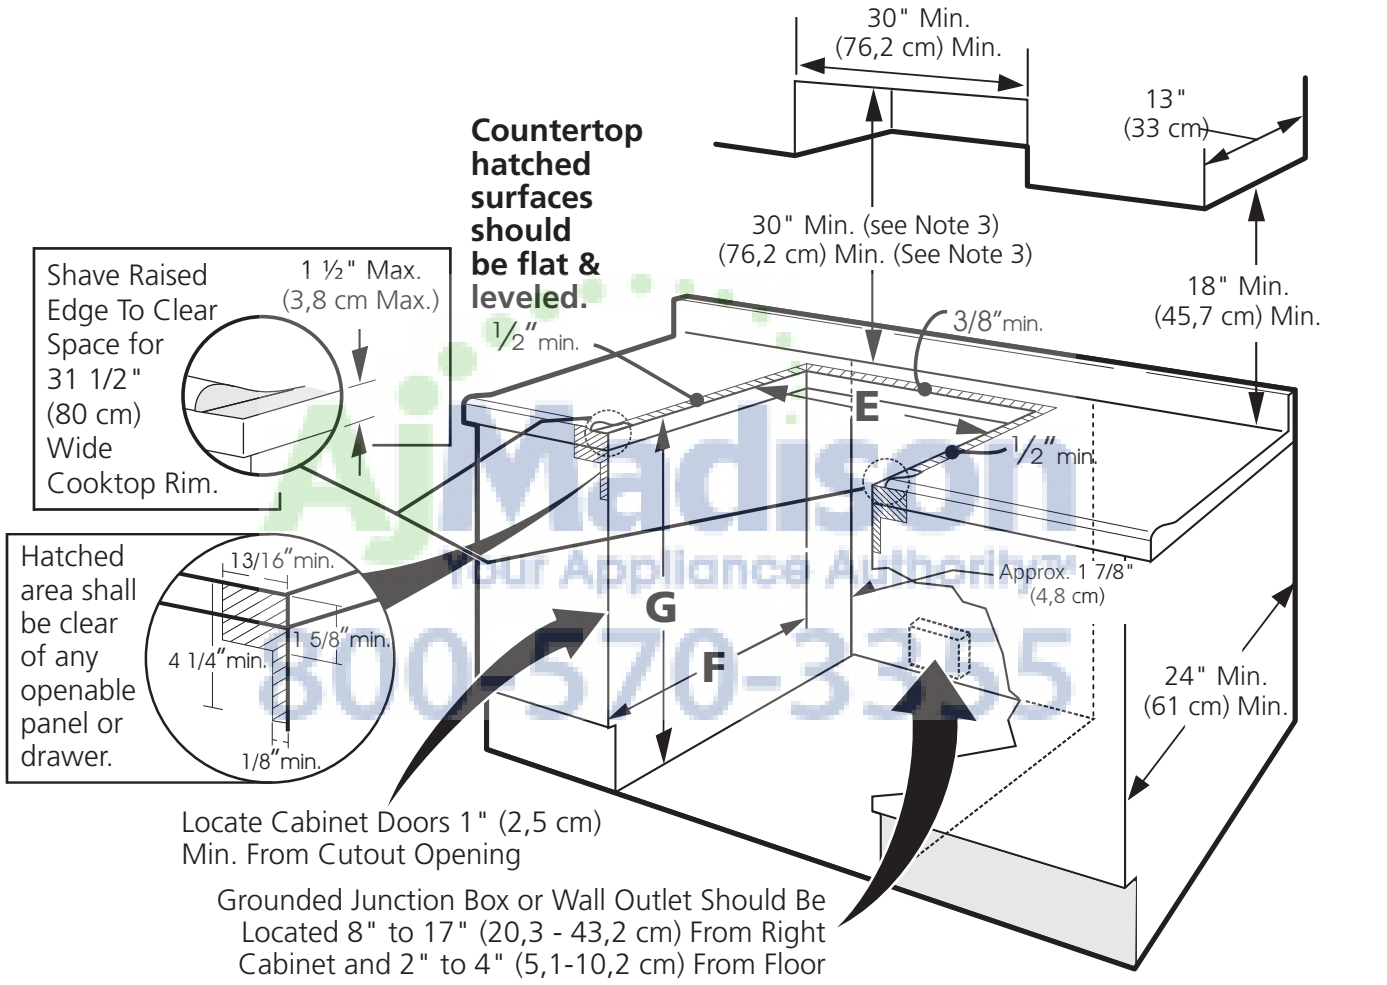 30" Min.
(76,2 cm) Min.
13"
(33 cm)
Countertop
hatched
surfaces
should
be flat &
leveled.
30" Min. (see Note 3)
(76,2 cm) Min. (See Note 3)
18" Min.
(45,7 cm) Min.
Shave Raised
Edge To Clear
Space for
31 1/2"
(80 cm)
Wide
Cooktop Rim.
1 ½" Max.
(3,8 cm Max.)
1/2“min.
3/8“min.
E
1/2“min.
AjMadison
Your Appliance Authority™
800-570-3355
Hatched
area shall
be clear
of any
openable
panel or
drawer.
13/16“min.
1 5/8“min.
4 1/4“min.
1/8“min.
G
F
Approx. 1 7/8"
(4,8 cm)
24" Min.
(61 cm) Min.
Locate Cabinet Doors 1" (2,5 cm)
Min. From Cutout Opening
Grounded Junction Box or Wall Outlet Should Be
Located 8" to 17" (20,3 - 43,2 cm) From Right
Cabinet and 2" to 4" (5,1-10,2 cm) From Floor